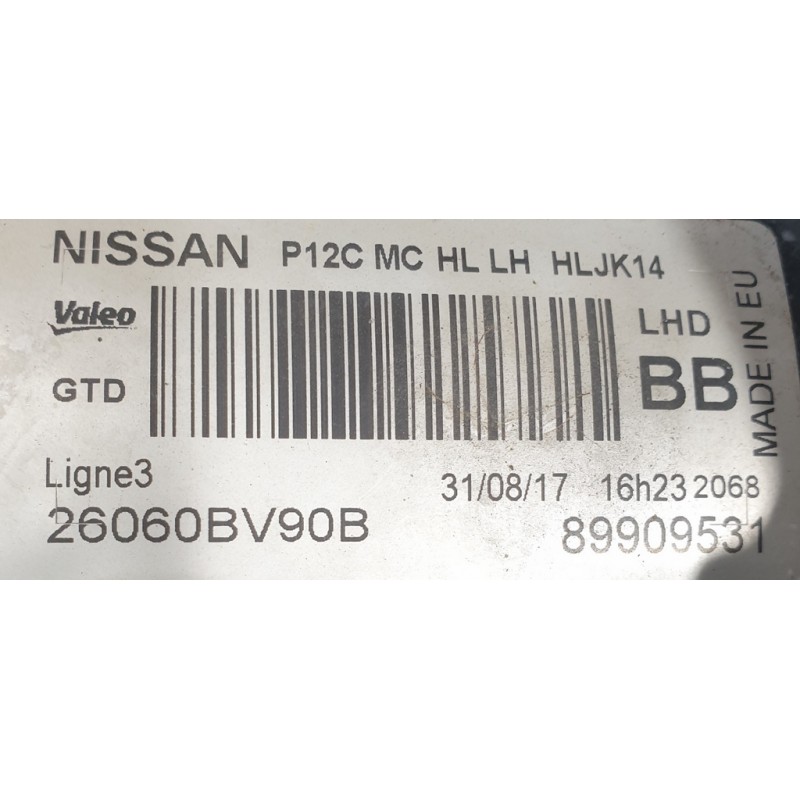 NISSAN P12C MC HL LH HLJK14
Valeo
LHD
GTD
BB
MADE IN EU
Ligne3
31/08/17 16h23 2068
26060BV90B
89909531